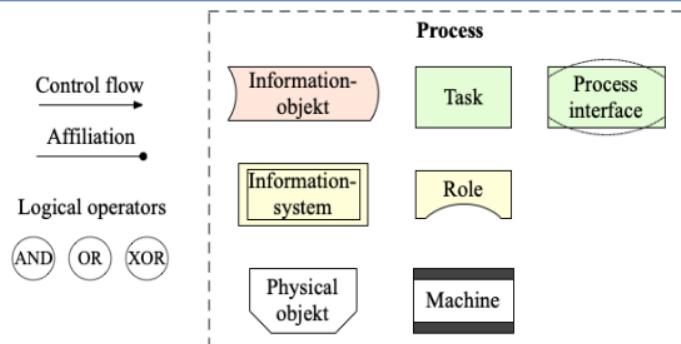 Process
Control flow
Affiliation
Logical operators
AND OR XOR
Information-
objekt
Task
Process
interface
Information-
system
Role
Physical
objekt
Machine